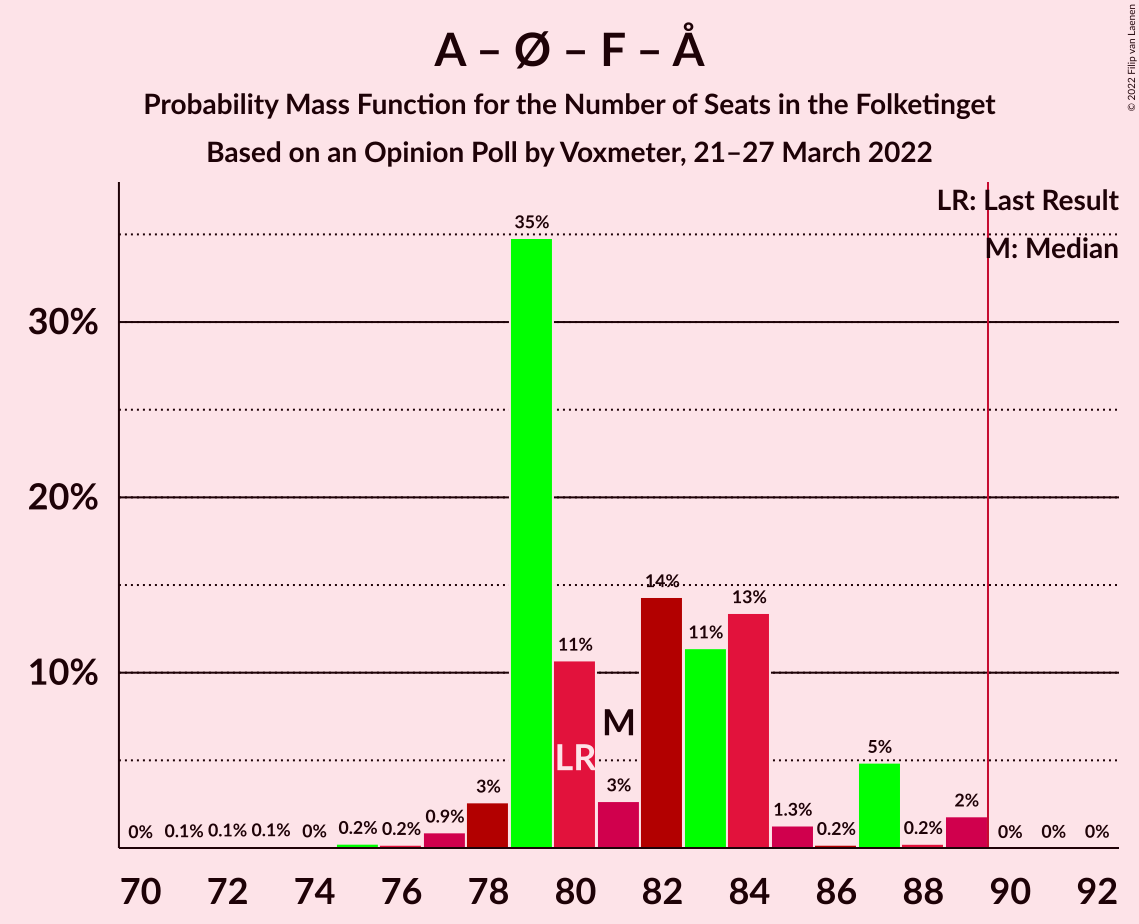 A – Ø – F – Å
Probability Mass Function for the Number of Seats in the Folketinget
Based on an Opinion Poll by Voxmeter, 21–27 March 2022
© 2022 Filip van Laenen
LR: Last Result
M: Median
30%
20%
10%
0%
0.1%
0.1%
0.1%
0%
0.2%
0.2%
0.9%
3%
35%
11%
3%
14%
11%
13%
1.3%
0.2%
5%
0.2%
2%
0%
0%
0%
LR
M
70 72 74 76 78 80 82 84 86 88 90 92